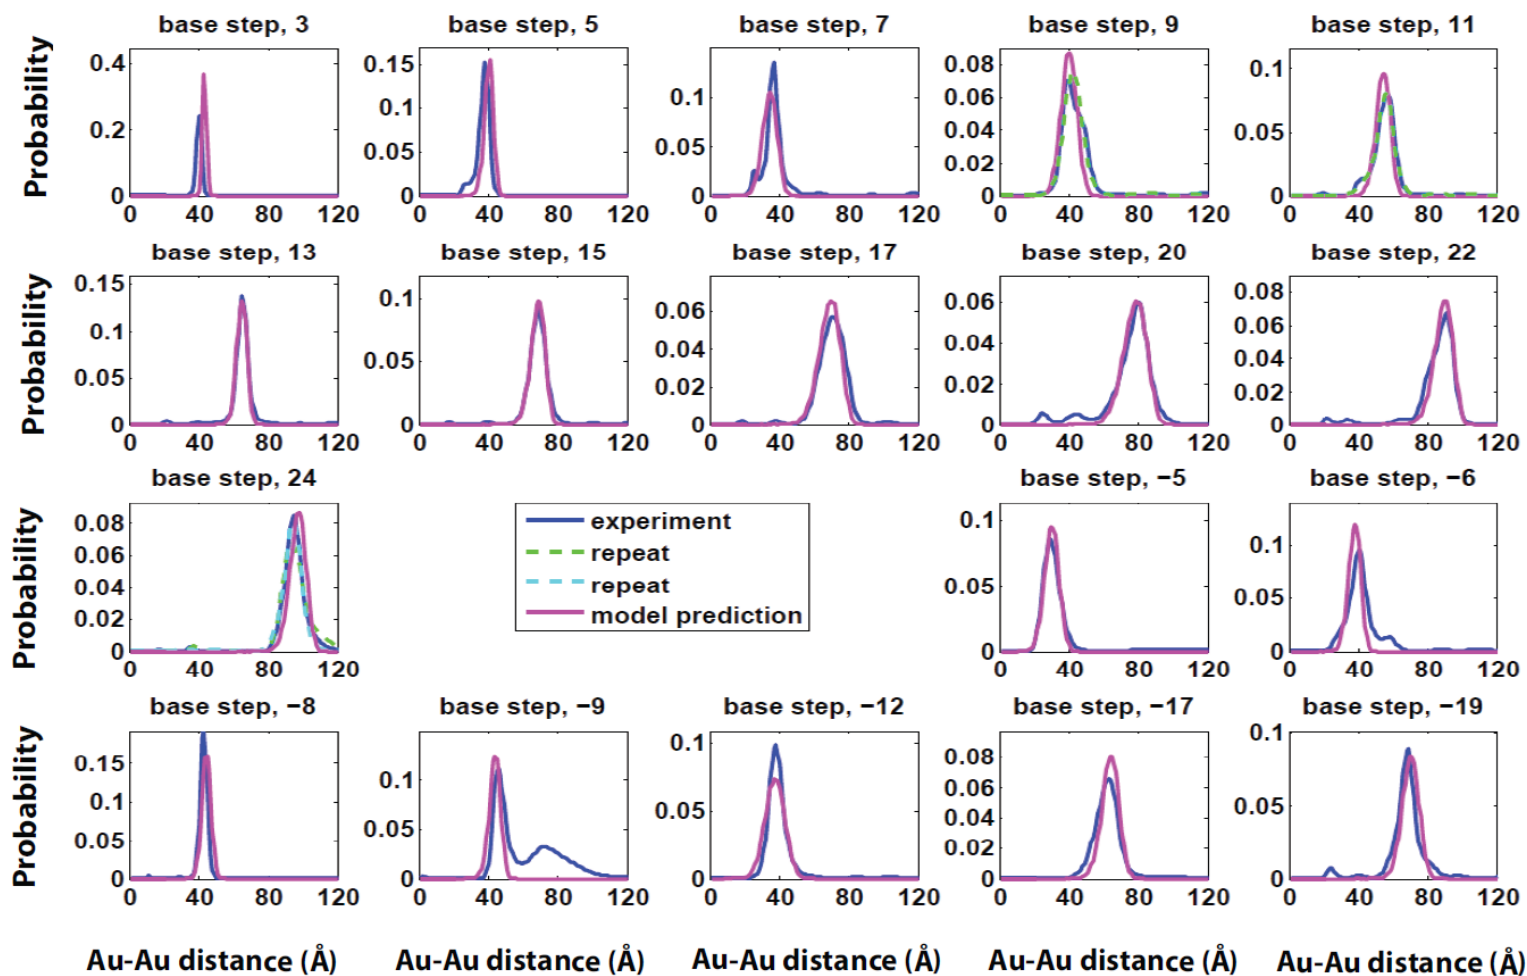 base step, 3 base step, 5 base step, 7 base step, 9 base step, 11
Probability
0.4 0.2 0
0.15 0.1 0.05 0
0.1 0.05 0
0.08 0.06 0.04 0.02 0
0.1 0.05 0
0 40 80 120 0 40 80 120 0 40 80 120 0 40 80 120 0 40 80 120
base step, 13 base step, 15 base step, 17 base step, 20 base step, 22
Probability
0.15 0.1 0.05 0
0.1 0.05 0
0.06 0.04 0.02 0
0.06 0.04 0.02 0
0.08 0.06 0.04 0.02 0
0 40 80 120 0 40 80 120 0 40 80 120 0 40 80 120 0 40 80 120
base step, 24 base step, −5 base step, −6
Probability
0.08 0.06 0.04 0.02 0
experiment
repeat
repeat
model prediction
0.1 0.05 0
0.1 0.05 0
0 40 80 120 0 40 80 120 0 40 80 120
base step, −8 base step, −9 base step, −12 base step, −17 base step, −19
Probability
0.15 0.1 0.05 0
0.1 0.05 0
0.1 0.05 0
0.08 0.06 0.04 0.02 0
0.1 0.05 0
0 40 80 120 0 40 80 120 0 40 80 120 0 40 80 120 0 40 80 120
Au-Au distance (Å) Au-Au distance (Å) Au-Au distance (Å) Au-Au distance (Å) Au-Au distance (Å)